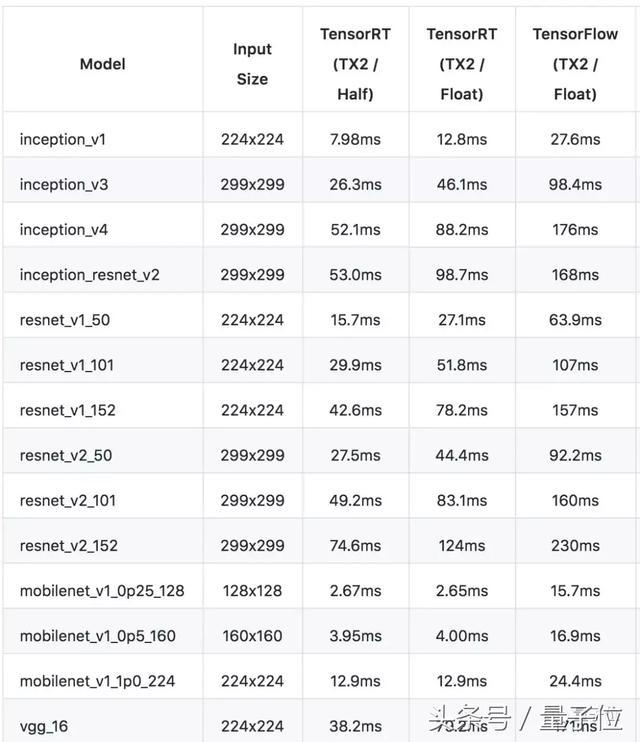 Model Input Size TensorRT (TX2 / Half) TensorRT (TX2 / Float) TensorFlow (TX2 / Float)
inception_v1 224x224 7.98ms 12.8ms 27.6ms
inception_v3 299x299 26.3ms 46.1ms 98.4ms
inception_v4 299x299 52.1ms 88.2ms 176ms
inception_resnet_v2 299x299 53.0ms 98.7ms 168ms
resnet_v1_50 224x224 15.7ms 27.1ms 63.9ms
resnet_v1_101 224x224 29.9ms 51.8ms 107ms
resnet_v1_152 224x224 42.6ms 78.2ms 157ms
resnet_v2_50 299x299 27.5ms 44.4ms 92.2ms
resnet_v2_101 299x299 49.2ms 83.1ms 160ms
resnet_v2_152 299x299 74.6ms 124ms 230ms
mobilenet_v1_0p25_128 128x128 2.67ms 2.65ms 15.7ms
mobilenet_v1_0p5_160 160x160 3.95ms 4.00ms 16.9ms
mobilenet_v1_1p0_224 224x224 12.9ms 12.9ms 24.4ms
vgg_16 224x224 38.2ms
头条号 / 量子位